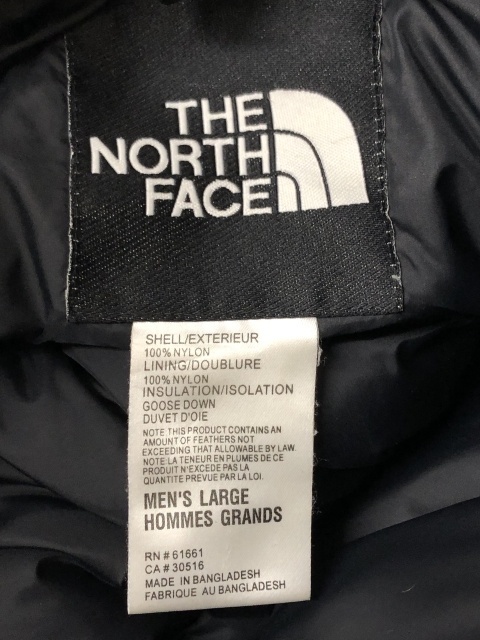 THE
NORTH
FACE
SHELL/EXTERIEUR
100% NYLON
LINING/DOUBLURE
100% NYLON
INSULATION/ISOLATION
GOOSE DOWN
DUVET D'OIE
NOTE THIS PRODUCT CONTAINS AN
AMOUNT OF FEATHERS NOT
EXCEEDING THAT ALLOWABLE BY LAW.
NOTE LA TENEUR EN PLUMES DE CE
PRODUIT N'EXCEDE PAS LA
QUANTITE PRÉVUE PAR LA LOI.
MEN'S LARGE
HOMMES GRANDS
RN # 61661
CA # 30516
MADE IN BANGLADESH
FABRIQUE AU BANGLADESH